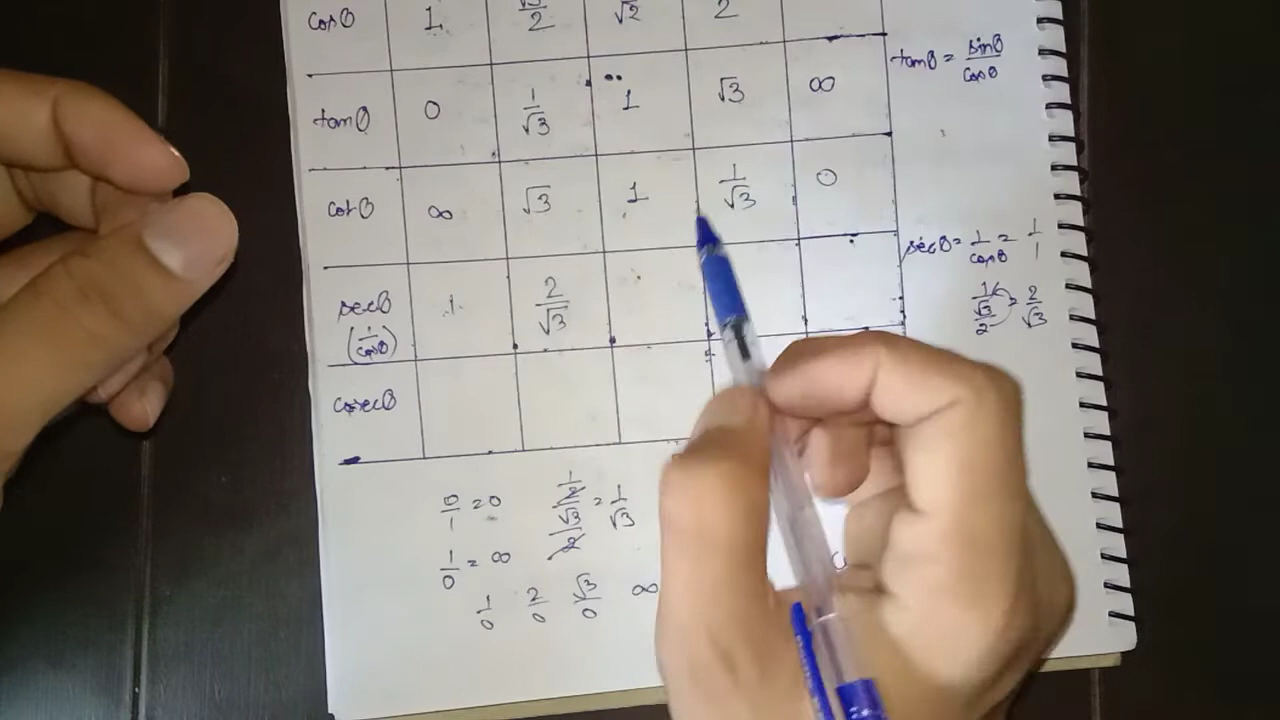 cosθ 1 √3/2 √2 2
tanθ 0 1/√3 1 √3 ∞
cotθ ∞ √3 1 1/√3 0
secθ (1/cosθ) 1 2/√3
cosecθ
tanθ = sinθ/cosθ
secθ = 1/cosθ = 1/1
1/(√3/2) = 2/√3
0/1 = 0
1/0 = ∞
1/2/(√3/2) = 1/√3
1/0 2/0 √3/0 ∞